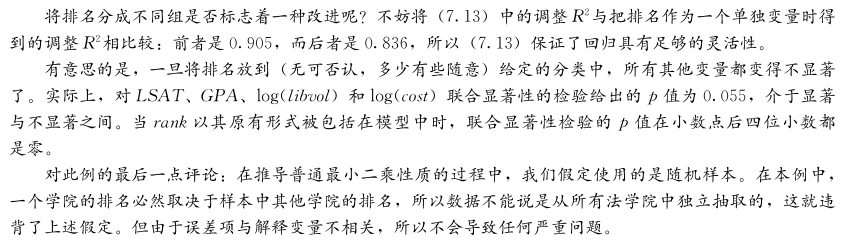 将排名分成不同组是否标志着一种改进呢？不妨将（7.13）中的调整R²与把排名作为一个单独变量时得
到的调整R²相比较：前者是0.905，而后者是0.836，所以（7.13）保证了回归具有足够的灵活性。
有意思的是，一旦将排名放到（无可否认，多少有些随意）给定的分类中，所有其他变量都变得不显著
了。实际上，对LSAT、GPA、log(libvol）和log(cost）联合显著性的检验给出的p值为0.055，介于显著
与不显著之间。当rank以其原有形式被包括在模型中时，联合显著性检验的p值在小数点后四位小数都
是零。
对此例的最后一点评论：在推导普通最小二乘性质的过程中，我们假定使用的是随机样本。在本例中，
一个学院的排名必然取决于样本中其他学院的排名，所以数据不能说是从所有法学院中独立抽取的，这就违
背了上述假定。但由于误差项与解释变量不相关，所以不会导致任何严重问题。